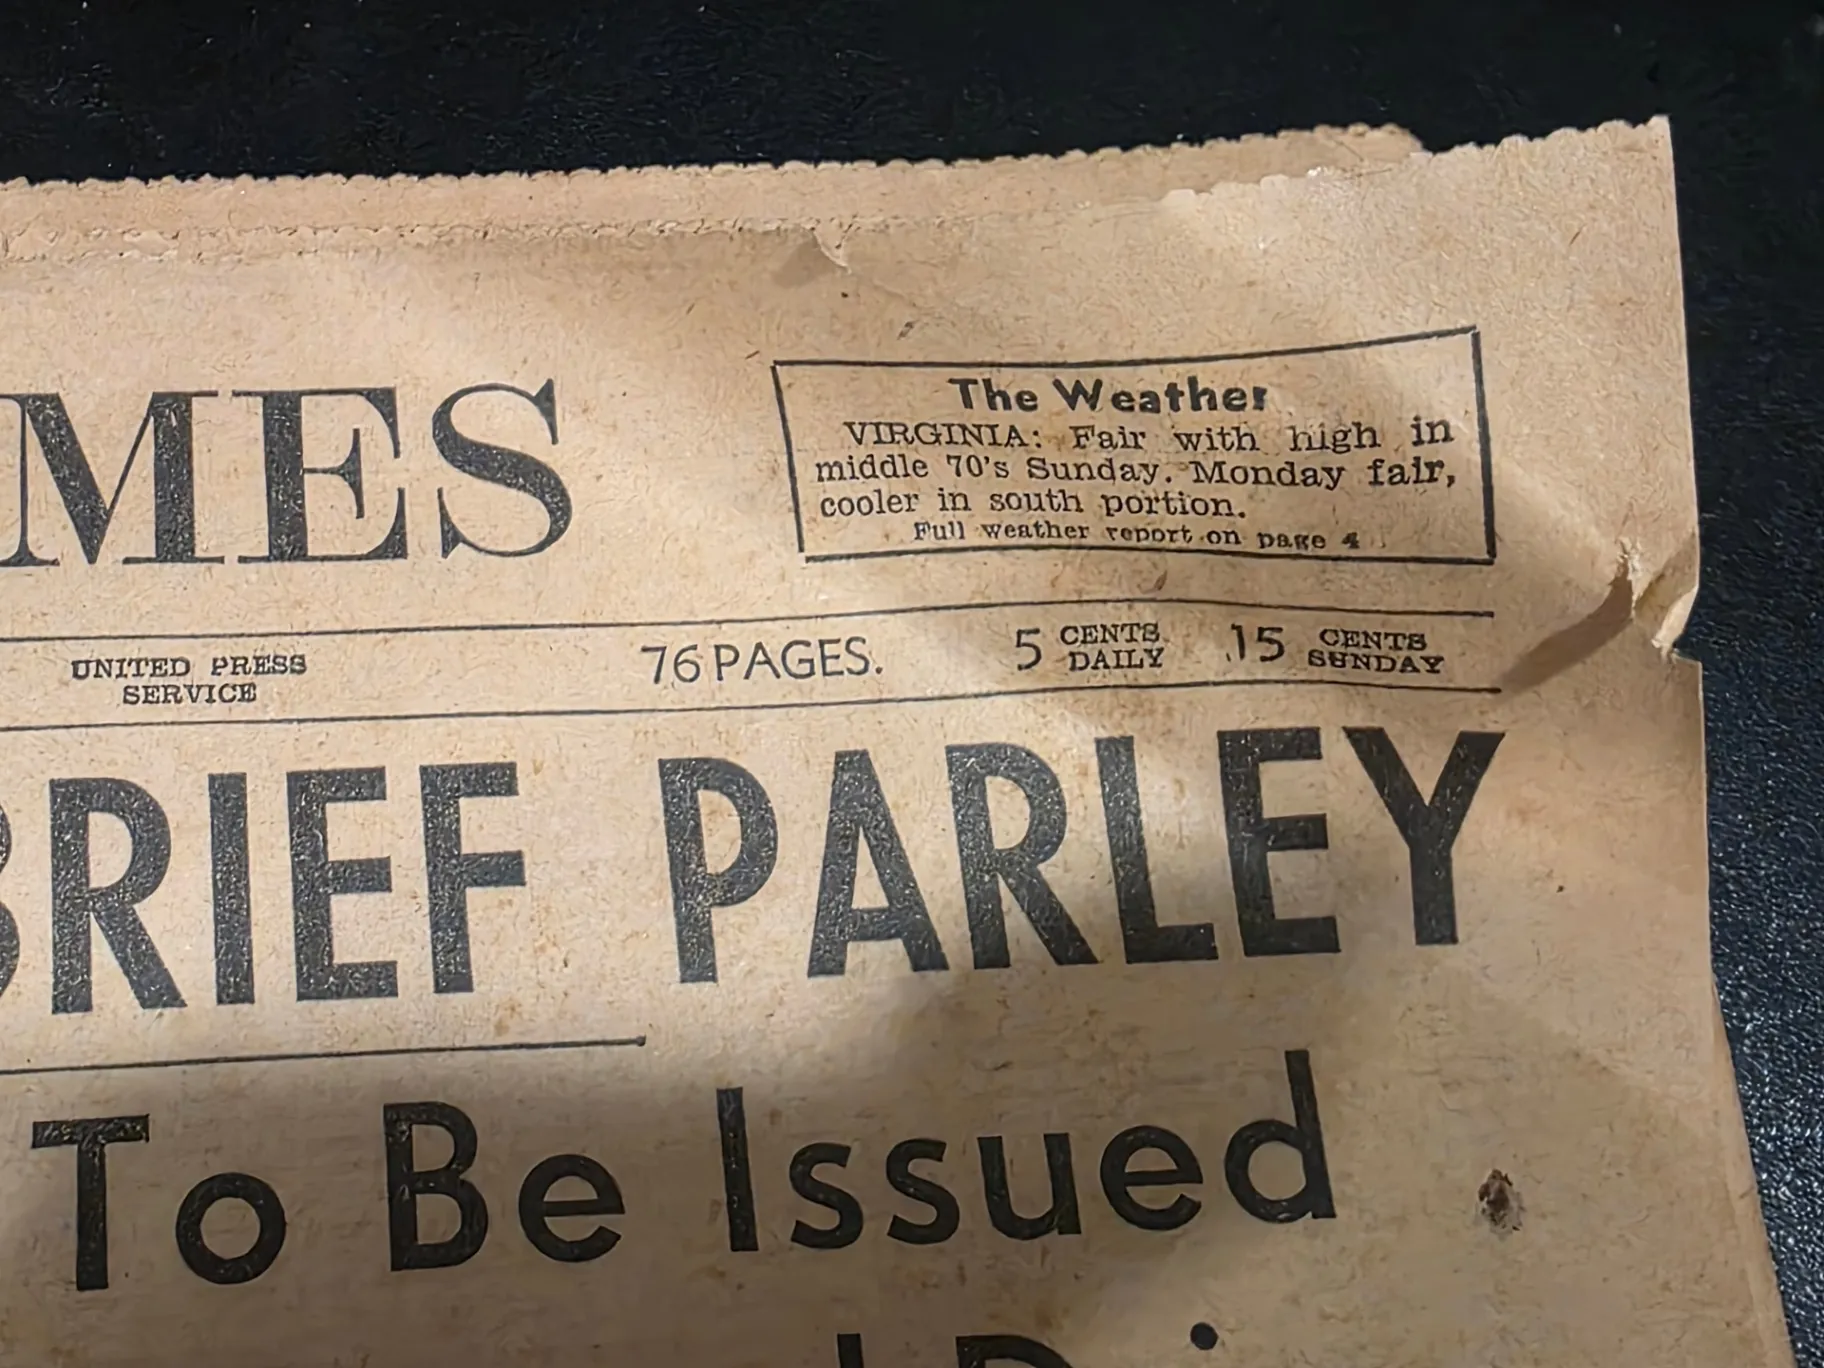 MES
The Weather
VIRGINIA: Fair with high in
middle 70's Sunday. Monday fair,
cooler in south portion.
Full weather report on page 4
UNITED PRESS
SERVICE
76 PAGES.
5 CENTS
DAILY
15 CENTS
SUNDAY
BRIEF PARLEY
To Be Issued